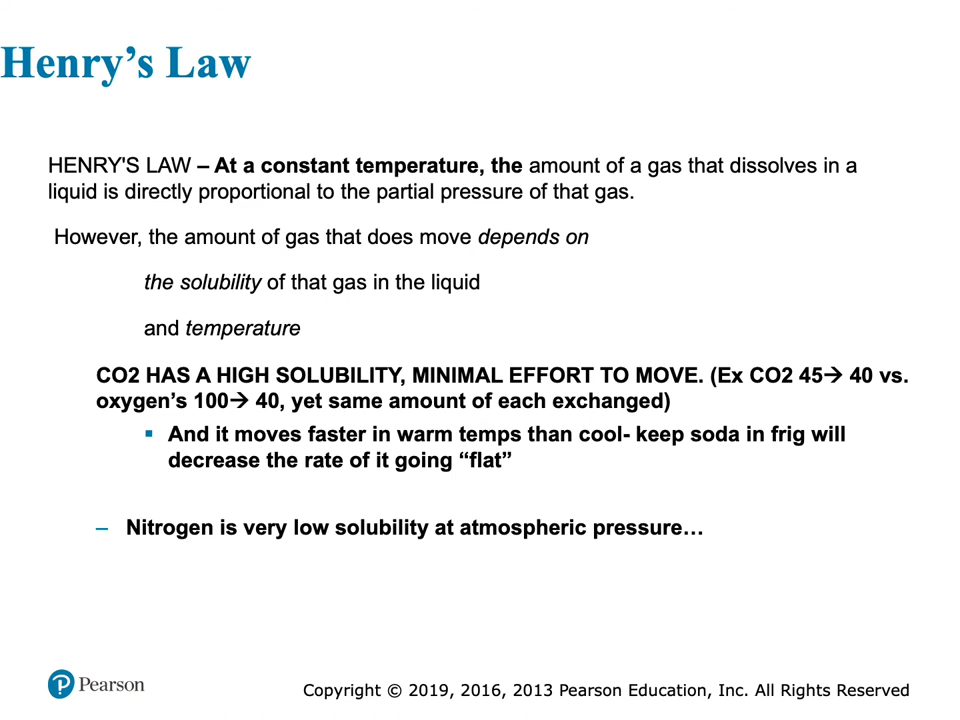 Henry’s Law
HENRY'S LAW – At a constant temperature, the amount of a gas that dissolves in a
liquid is directly proportional to the partial pressure of that gas.
However, the amount of gas that does move depends on
the solubility of that gas in the liquid
and temperature
CO2 HAS A HIGH SOLUBILITY, MINIMAL EFFORT TO MOVE. (Ex CO2 45→ 40 vs.
oxygen’s 100→ 40, yet same amount of each exchanged)
▪ And it moves faster in warm temps than cool- keep soda in frig will
decrease the rate of it going “flat”
– Nitrogen is very low solubility at atmospheric pressure…
Pearson
Copyright © 2019, 2016, 2013 Pearson Education, Inc. All Rights Reserved